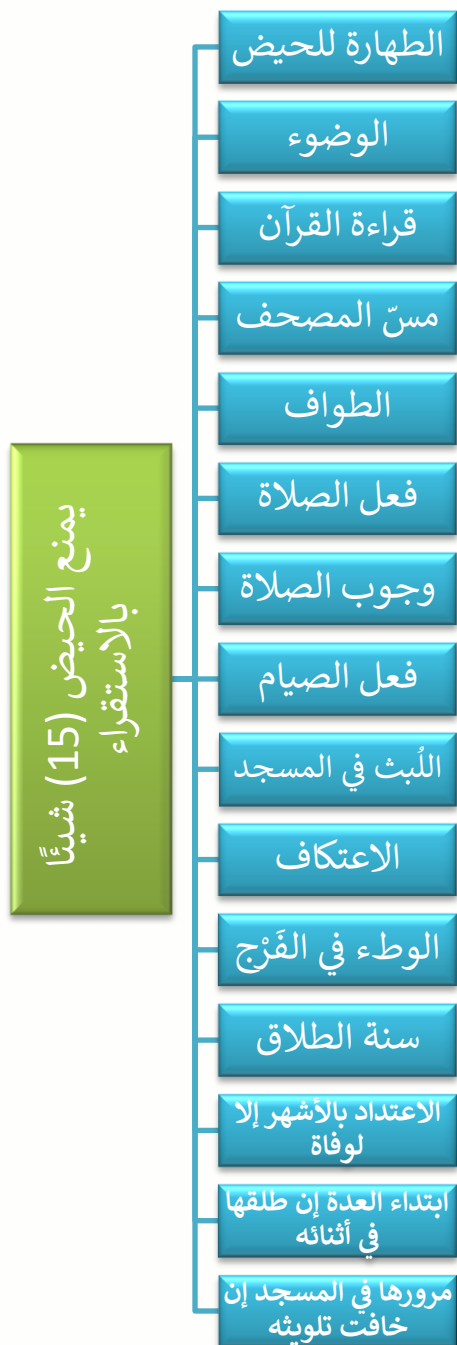 يمنع الحيض (15) شيئًا
بالاستقراء
الطهارة للحيض
الوضوء
قراءة القرآن
مسّ المصحف
الطواف
فعل الصلاة
وجوب الصلاة
فعل الصيام
اللُبث في المسجد
الاعتكاف
الوطء في الفَرْج
سنة الطلاق
الاعتداد بالأشهر إلا
لوفاة
ابتداء العدة إن طلقها
في أثنائه
مرورها في المسجد إن
خافت تلويثه